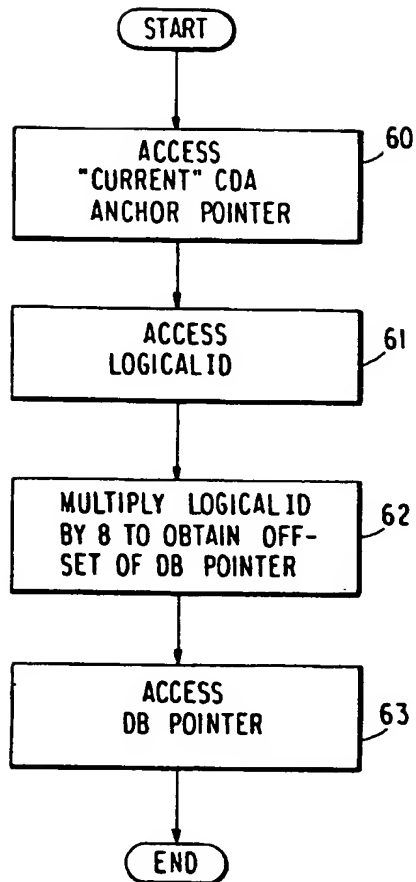 START
ACCESS
"CURRENT" CDA
ANCHOR POINTER
60
ACCESS
LOGICALID
61
MULTIPLY LOGICALID
BY 8 TO OBTAIN OFF-
SET OF DB POINTER
62
ACCESS
DB POINTER
63
END